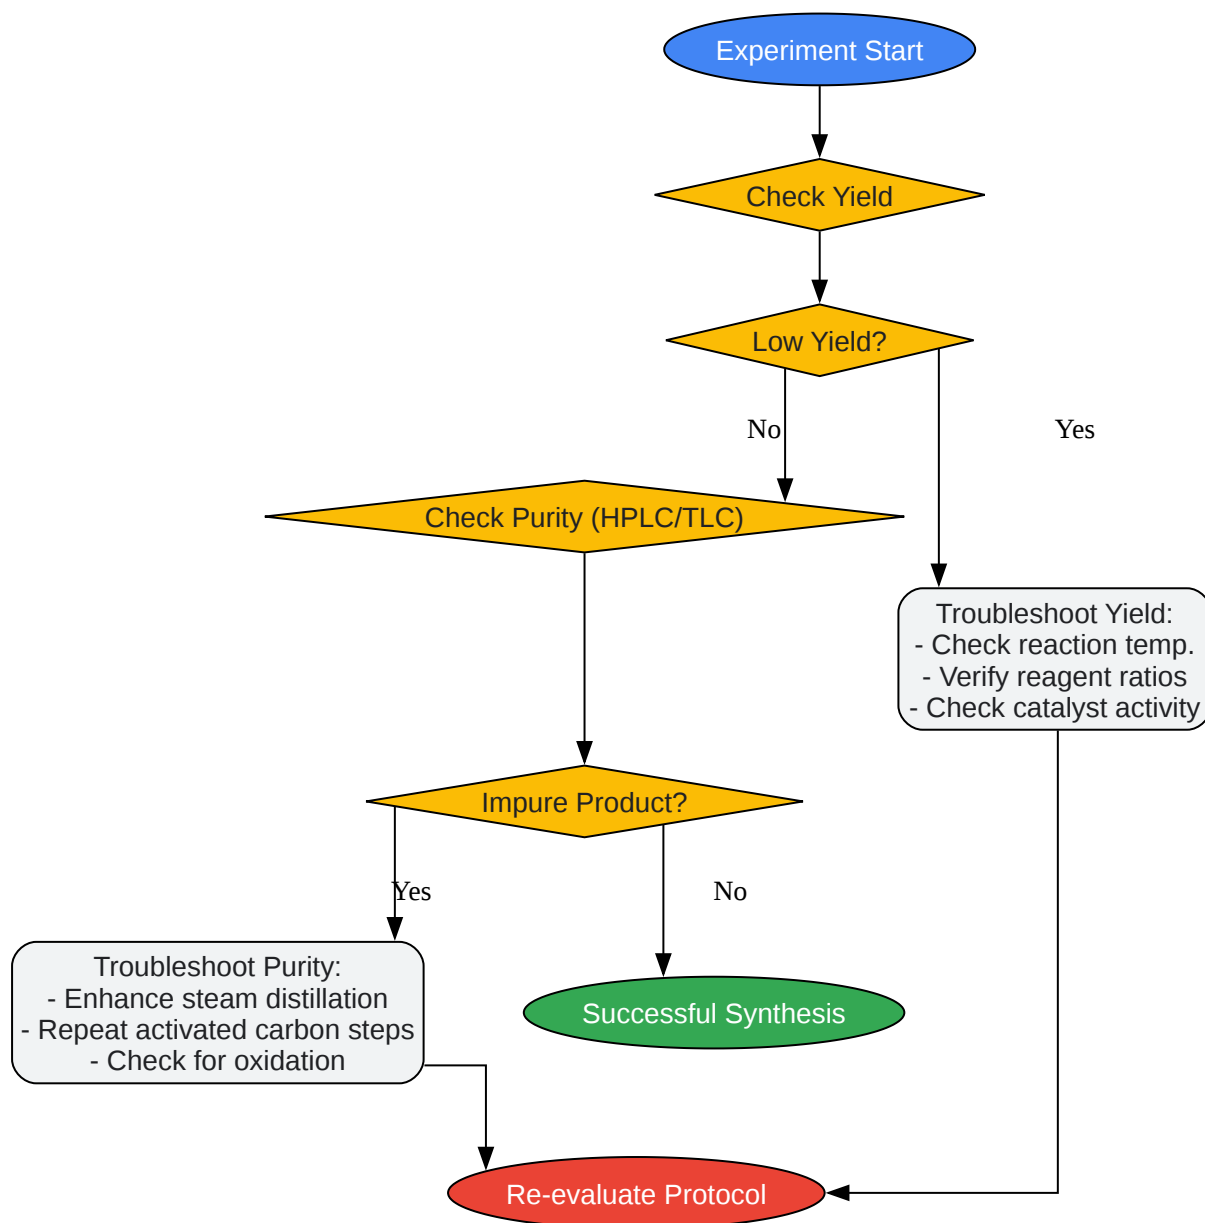 Experiment Start
Check Yield
Low Yield?
No
Yes
Check Purity (HPLC/TLC)
Troubleshoot Yield:
- Check reaction temp.
- Verify reagent ratios
- Check catalyst activity
Impure Product?
Yes
No
Troubleshoot Purity:
- Enhance steam distillation
- Repeat activated carbon steps
- Check for oxidation
Successful Synthesis
Re-evaluate Protocol